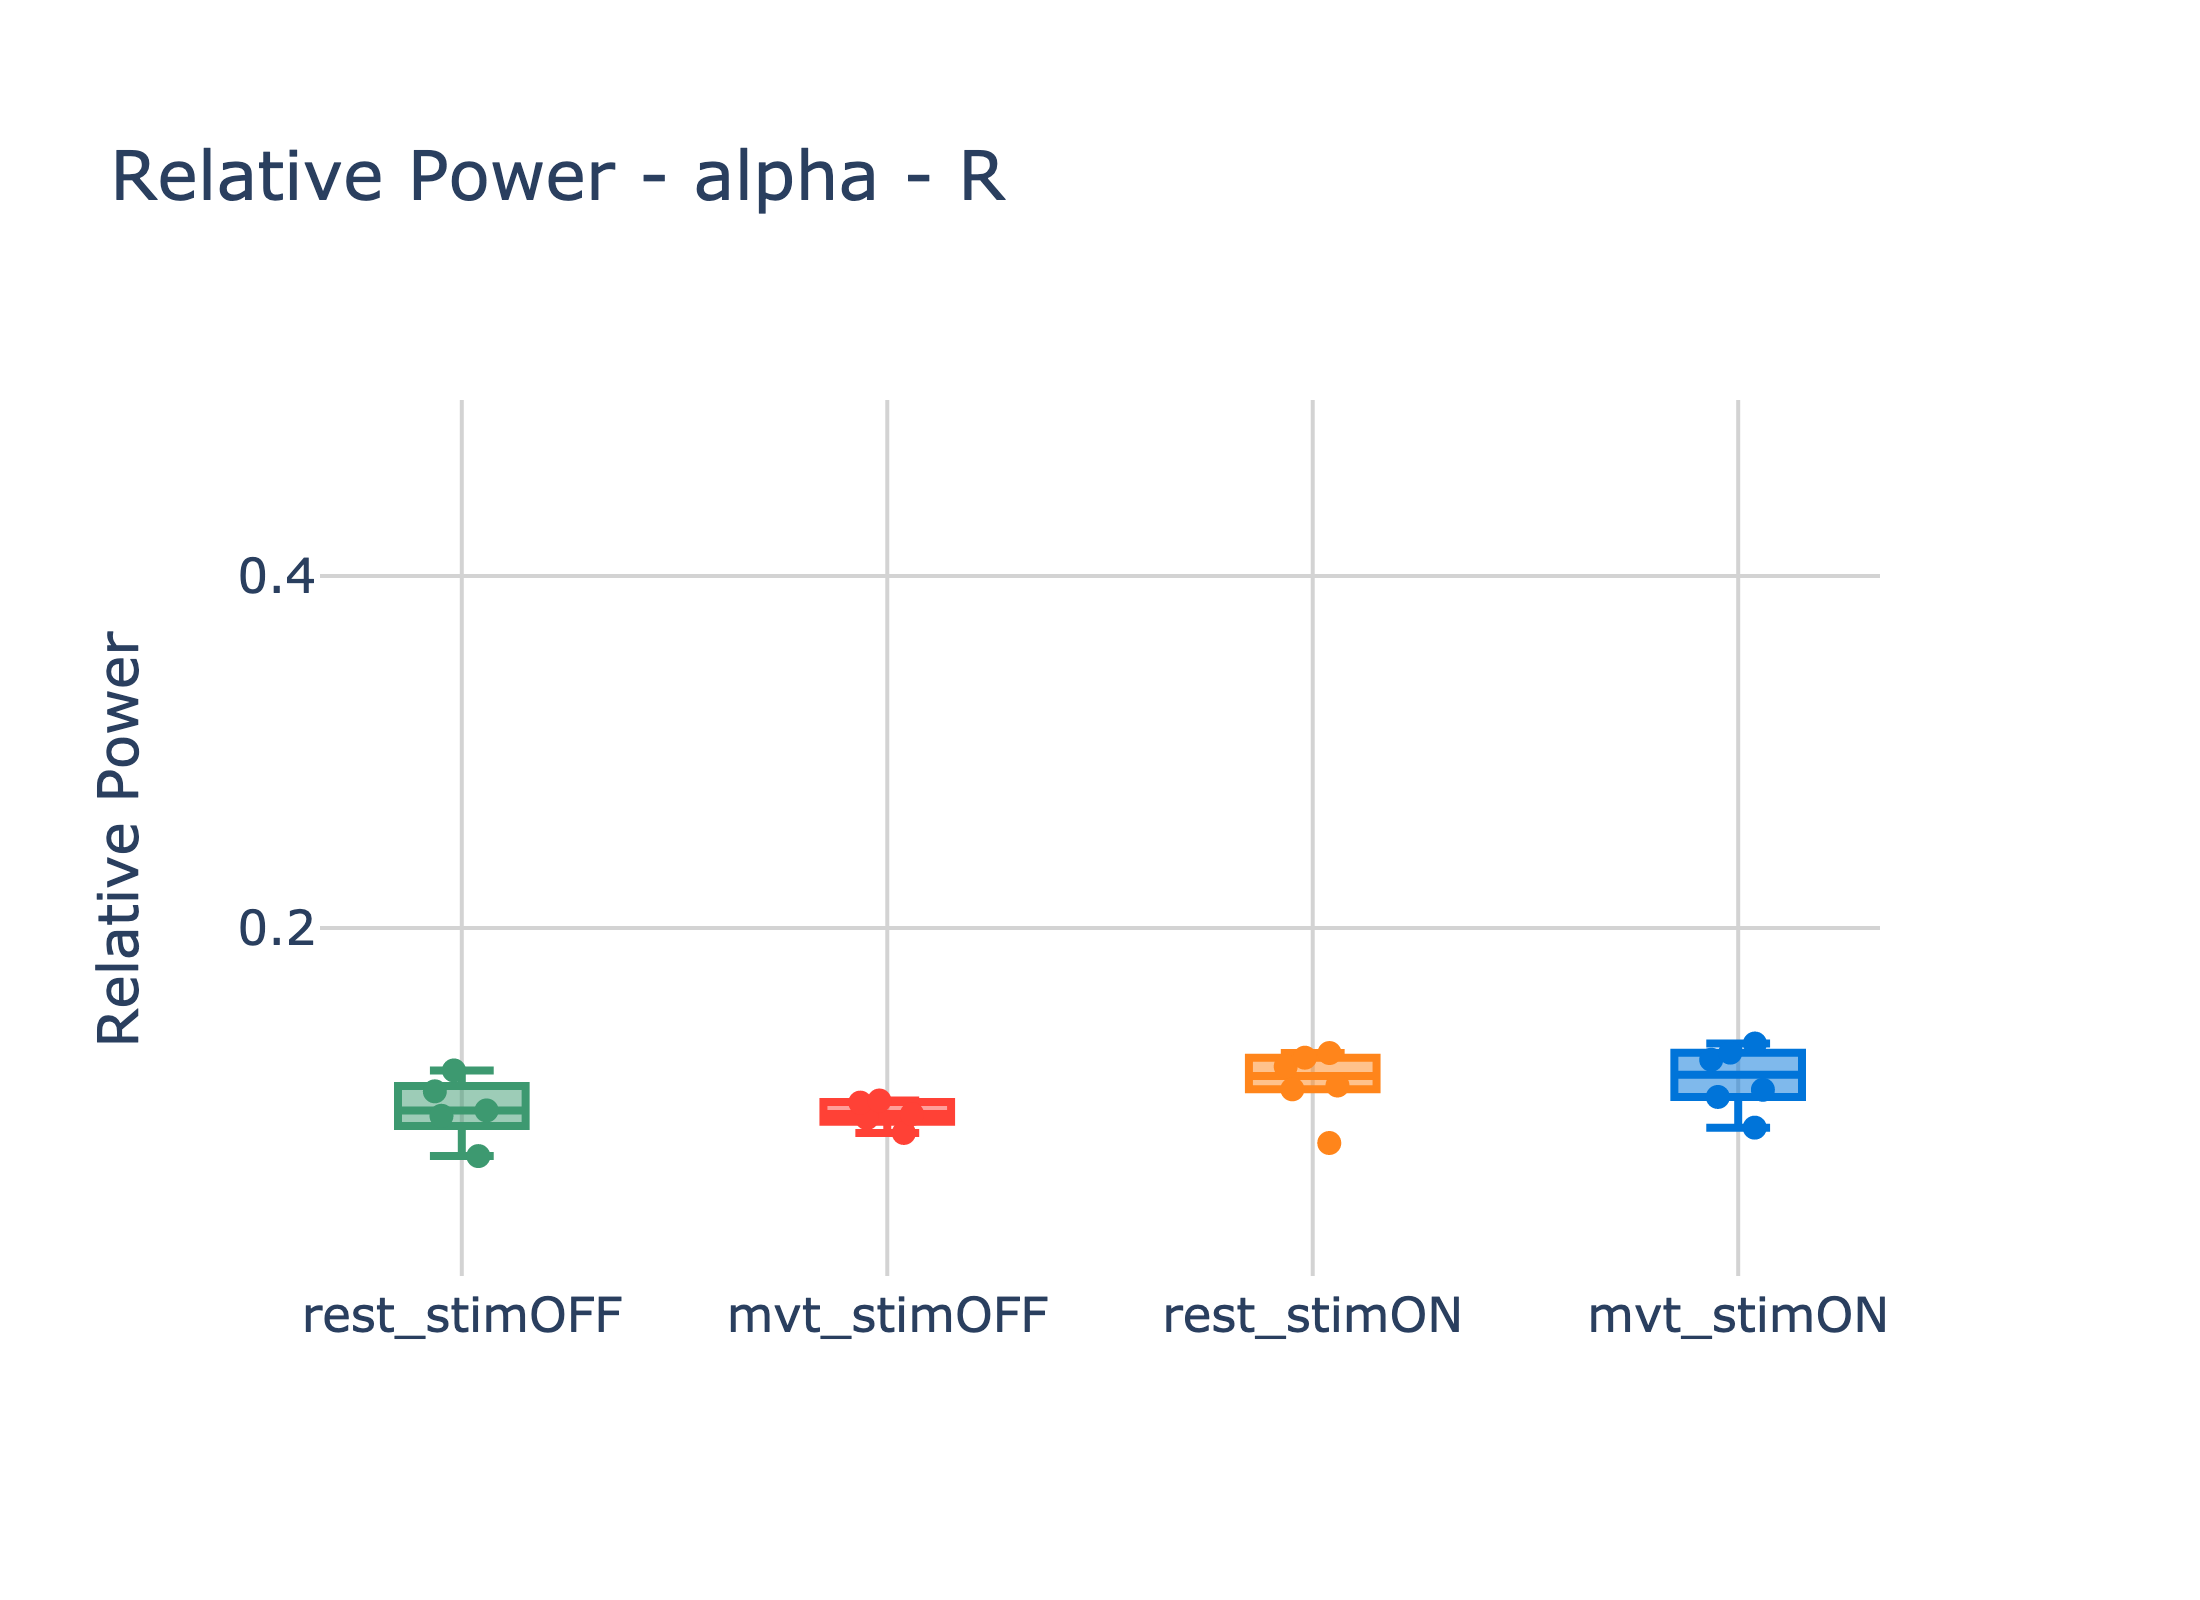 Relative Power - alpha - R
Relative Power
0.4
0.2
rest_stimOFF
mvt_stimOFF
rest_stimON
mvt_stimON